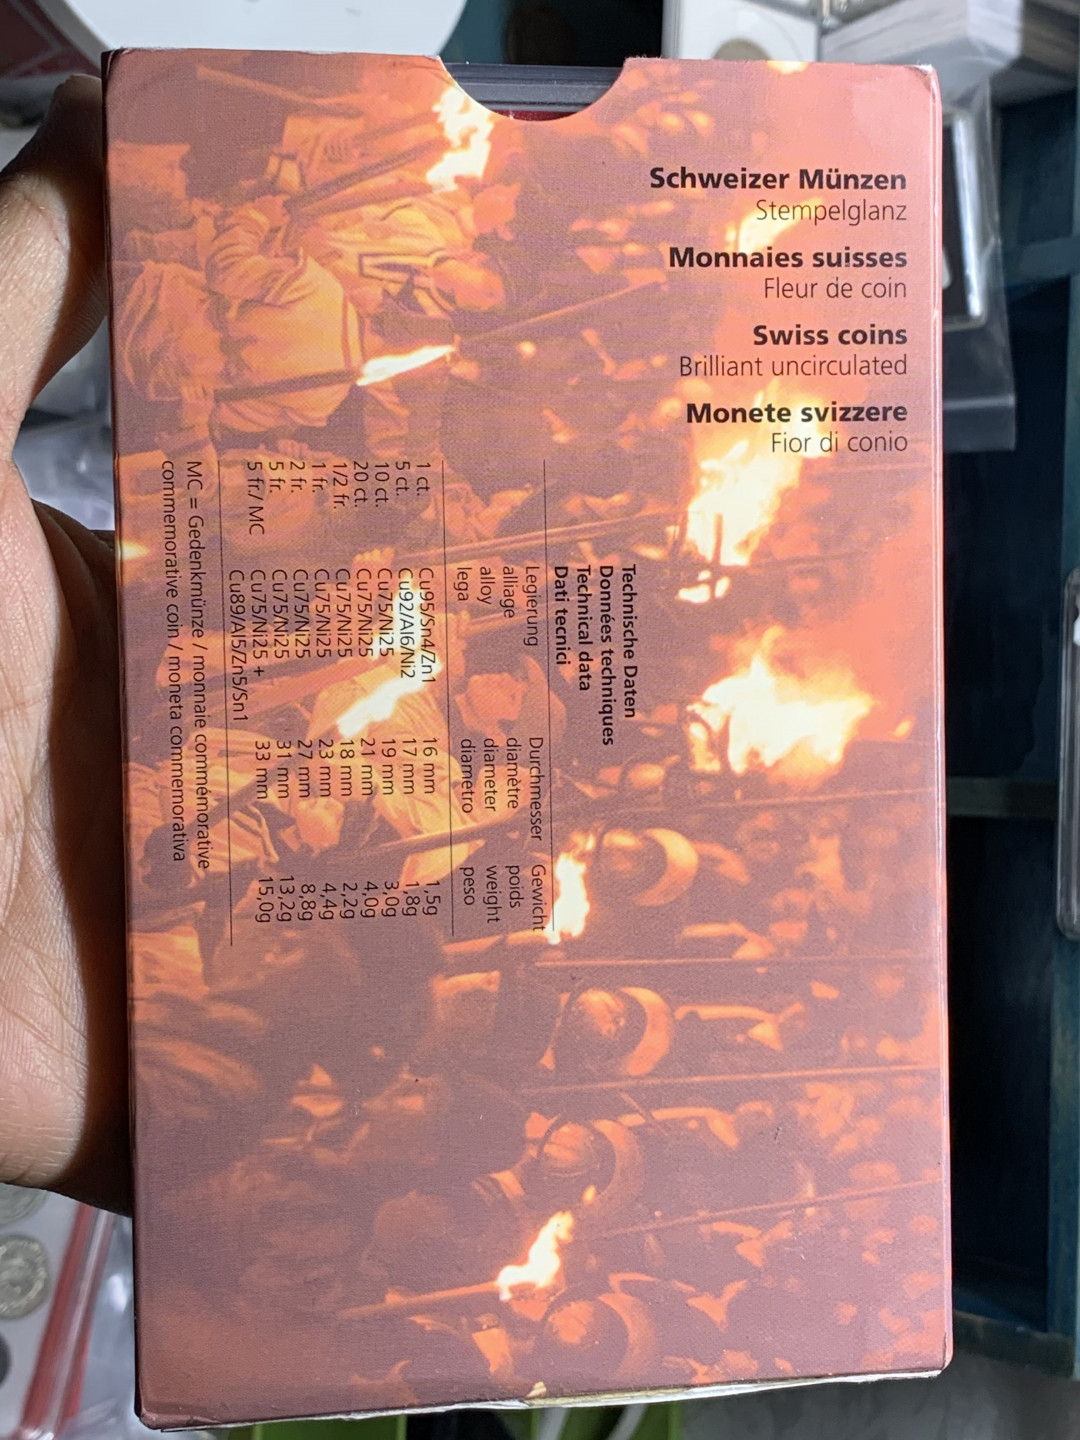 Schweizer Münzen
Stempelglanz
Monnaies suisses
Fleur de coin
Swiss coins
Brilliant uncirculated
Monete svizzere
Fior di conio
Technische Daten
Données techniques
Technical data
Dati tecnici
Legierung Durchmesser Gewicht
alliage diamètre poids
alloy diameter weight
lega diametro peso
1 ct. Cu95/Sn4/Zn1 16 mm 1,5g
5 ct. Cu92/Al6/Ni2 17 mm 1,8g
10 ct. Cu75/Ni25 19 mm 3,0g
20 ct. Cu75/Ni25 21 mm 4,0g
1/2 fr. Cu75/Ni25 18 mm 2,2g
1 fr. Cu75/Ni25 23 mm 4,4g
2 fr. Cu75/Ni25 27 mm 8,8g
5 fr. Cu75/Ni25 31 mm 13,2g
5 fr./ MC Cu75/Ni25 + 33 mm 15,0g
Cu89/Al5/Zn5/Sn1
MC = Gedenkmünze / monnaie commémorative
commemorative coin / moneta commemorativa